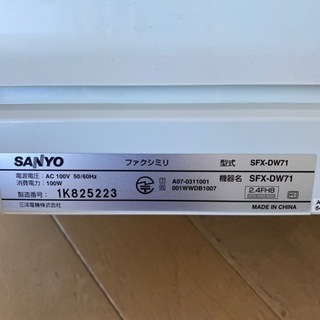 SANYO ファクシミリ 型式 SFX-DW71
電源電圧：AC 100V 50/60Hz
消費電力：100W
製造番号： 1K825223
T A07-0311001
001WWDB1007
機器名 SFX-DW71
2.4FH8
三洋電機株式会社
MADE IN CHINA